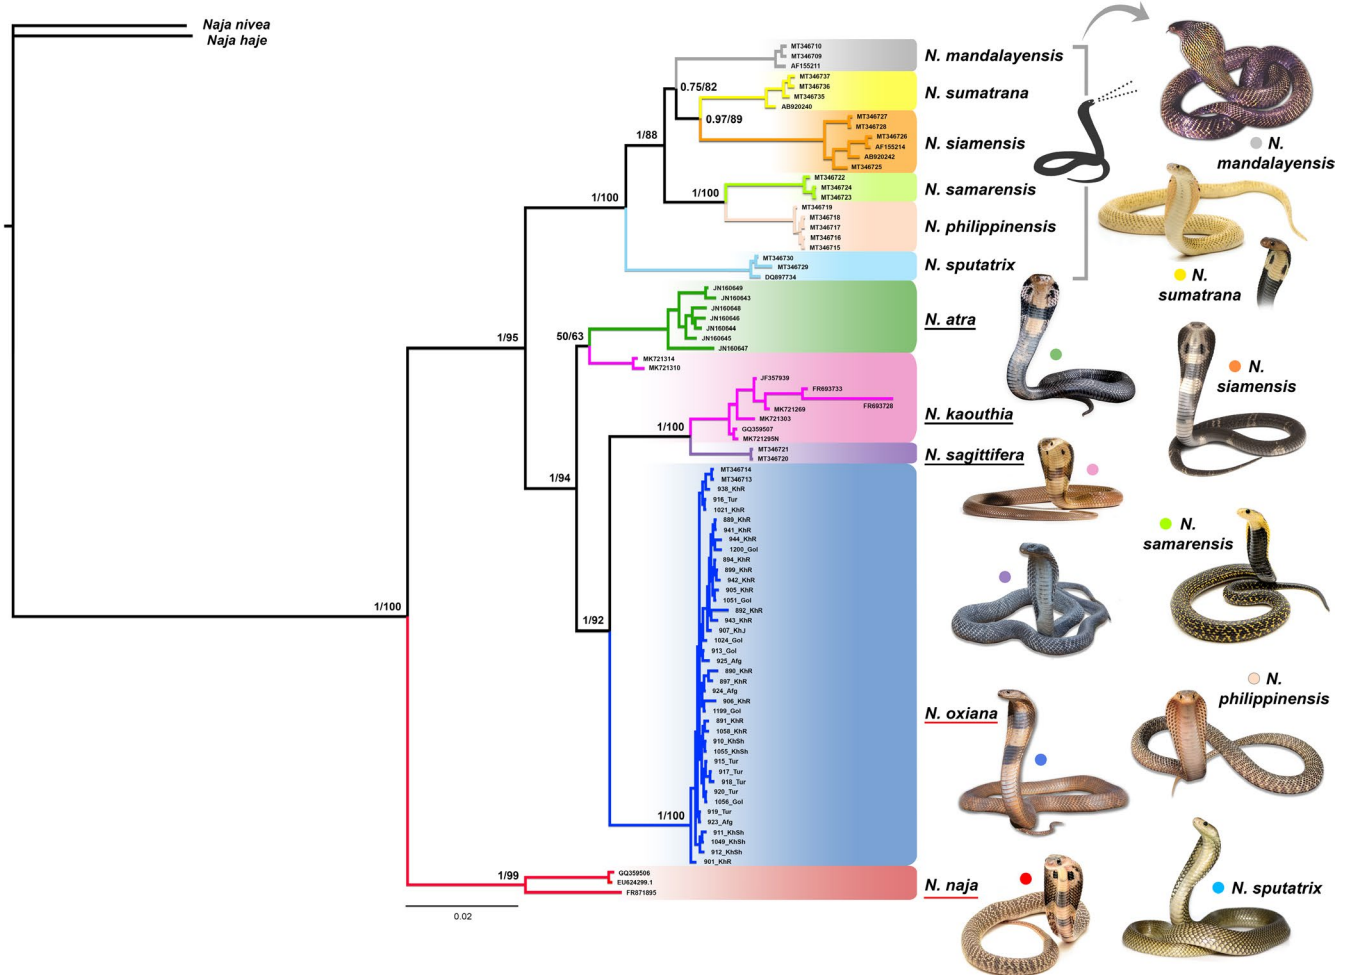 Naja nivea
Naja haje
MT346710
MT346709
AF155211
N. mandalayensis
0.75/82
MT346737
MT346736
MT346735
AB920240
N. sumatrana
0.97/89
MT346727
MT346728
MT346726
AF155214
AB920242
MT346725
N. siamensis
1/88
MT346722
MT346724
MT346723
N. samarensis
1/100
MT346719
MT346718
MT346717
MT346716
MT346715
N. philippinensis
1/100
MT346730
MT346729
DQ897734
N. sputatrix
1/95
JN160649
JN160643
JN160648
JN160646
JN160644
JN160645
JN160647
N. atra
50/63
MK721314
MK721310
JF357939
FR693733
FR693728
MK721269
MK721303
GQ359507
MK721295N
N. kaouthia
1/100
MT346721
MT346720
N. sagittifera
1/94
MT346714
MT346713
938_KhR
916_Tur
1021_KhR
889_KhR
941_KhR
944_KhR
1200_Gol
894_KhR
899_KhR
942_KhR
905_KhR
1051_Gol
892_KhR
943_KhR
907_KhJ
1024_Gol
913_Gol
925_Afg
890_KhR
897_KhR
924_Afg
906_KhR
1199_Gol
891_KhR
1058_KhR
910_KhSh
1055_KhSh
915_Tur
917_Tur
918_Tur
920_Tur
1056_Gol
919_Tur
923_Afg
911_KhSh
1049_KhSh
912_KhSh
901_KhR
N. oxiana
1/92
1/100
1/100
1/99
GQ359506
EU624299.1
FR871895
N. naja
0.02
N.
mandalayensis
N.
sumatrana
N.
siamensis
N.
samarensis
N.
philippinensis
N. sputatrix